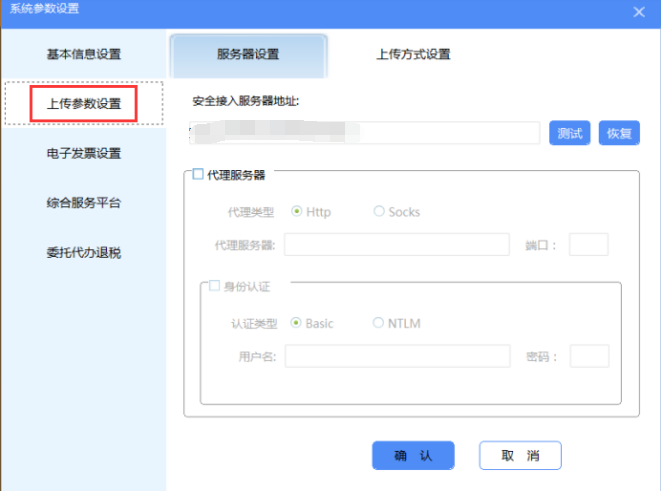 系统参数设置
基本信息设置
上传参数设置
电子发票设置
综合服务平台
委托代办退税
服务器设置 上传方式设置
安全接入服务器地址:
测试 恢复
代理服务器
代理类型 Http Socks
代理服务器: 端口：
身份认证
认证类型 Basic NTLM
用户名: 密码：
确 认 取 消